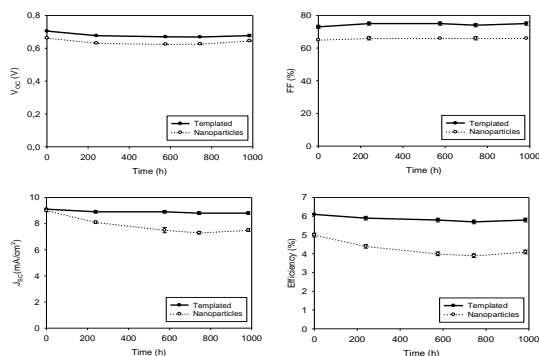 0,8
0,6
0,4
0,2
0,0
V_OC (V)
Templated
Nanoparticles
0 200 400 600 800 1000
Time (h)
80
60
40
20
0
FF (%)
Templated
Nanoparticles
0 200 400 600 800 1000
Time (h)
10
8
6
4
2
0
J_SC (mA/cm²)
Templated
Nanoparticles
0 200 400 600 800 1000
Time (h)
7
6
5
4
3
2
1
0
Efficiency (%)
Templated
Nanoparticles
0 200 400 600 800 1000
Time (h)